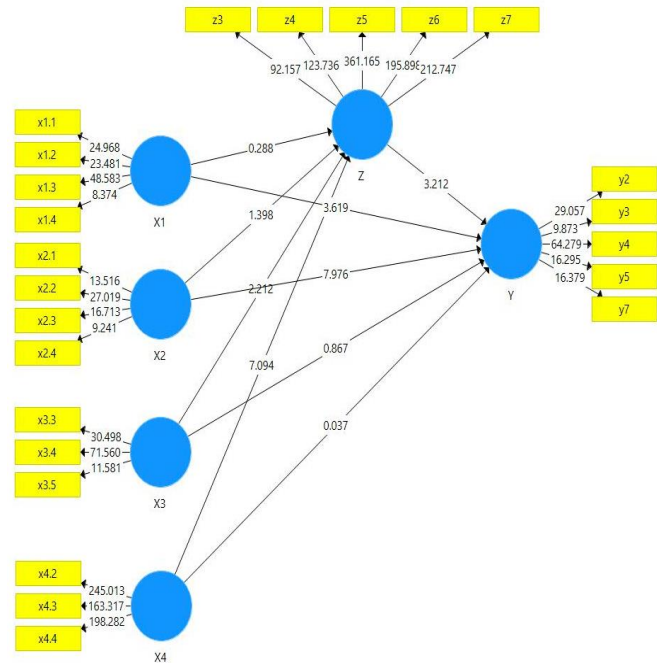 z3
z4
z5
z6
z7
92.157
123.736
361.165
195.898
212.747
x1.1
x1.2
x1.3
x1.4
24.968
23.481
48.583
8.374
X1
0.288
Z
3.212
1.398
3.619
x2.1
x2.2
x2.3
x2.4
13.516
27.019
16.713
9.241
X2
2.212
7.976
Y
29.057
9.873
64.279
16.295
16.379
y2
y3
y4
y5
y7
7.094
0.867
x3.3
x3.4
x3.5
30.498
71.560
11.581
X3
0.037
x4.2
x4.3
x4.4
245.013
163.317
198.282
X4